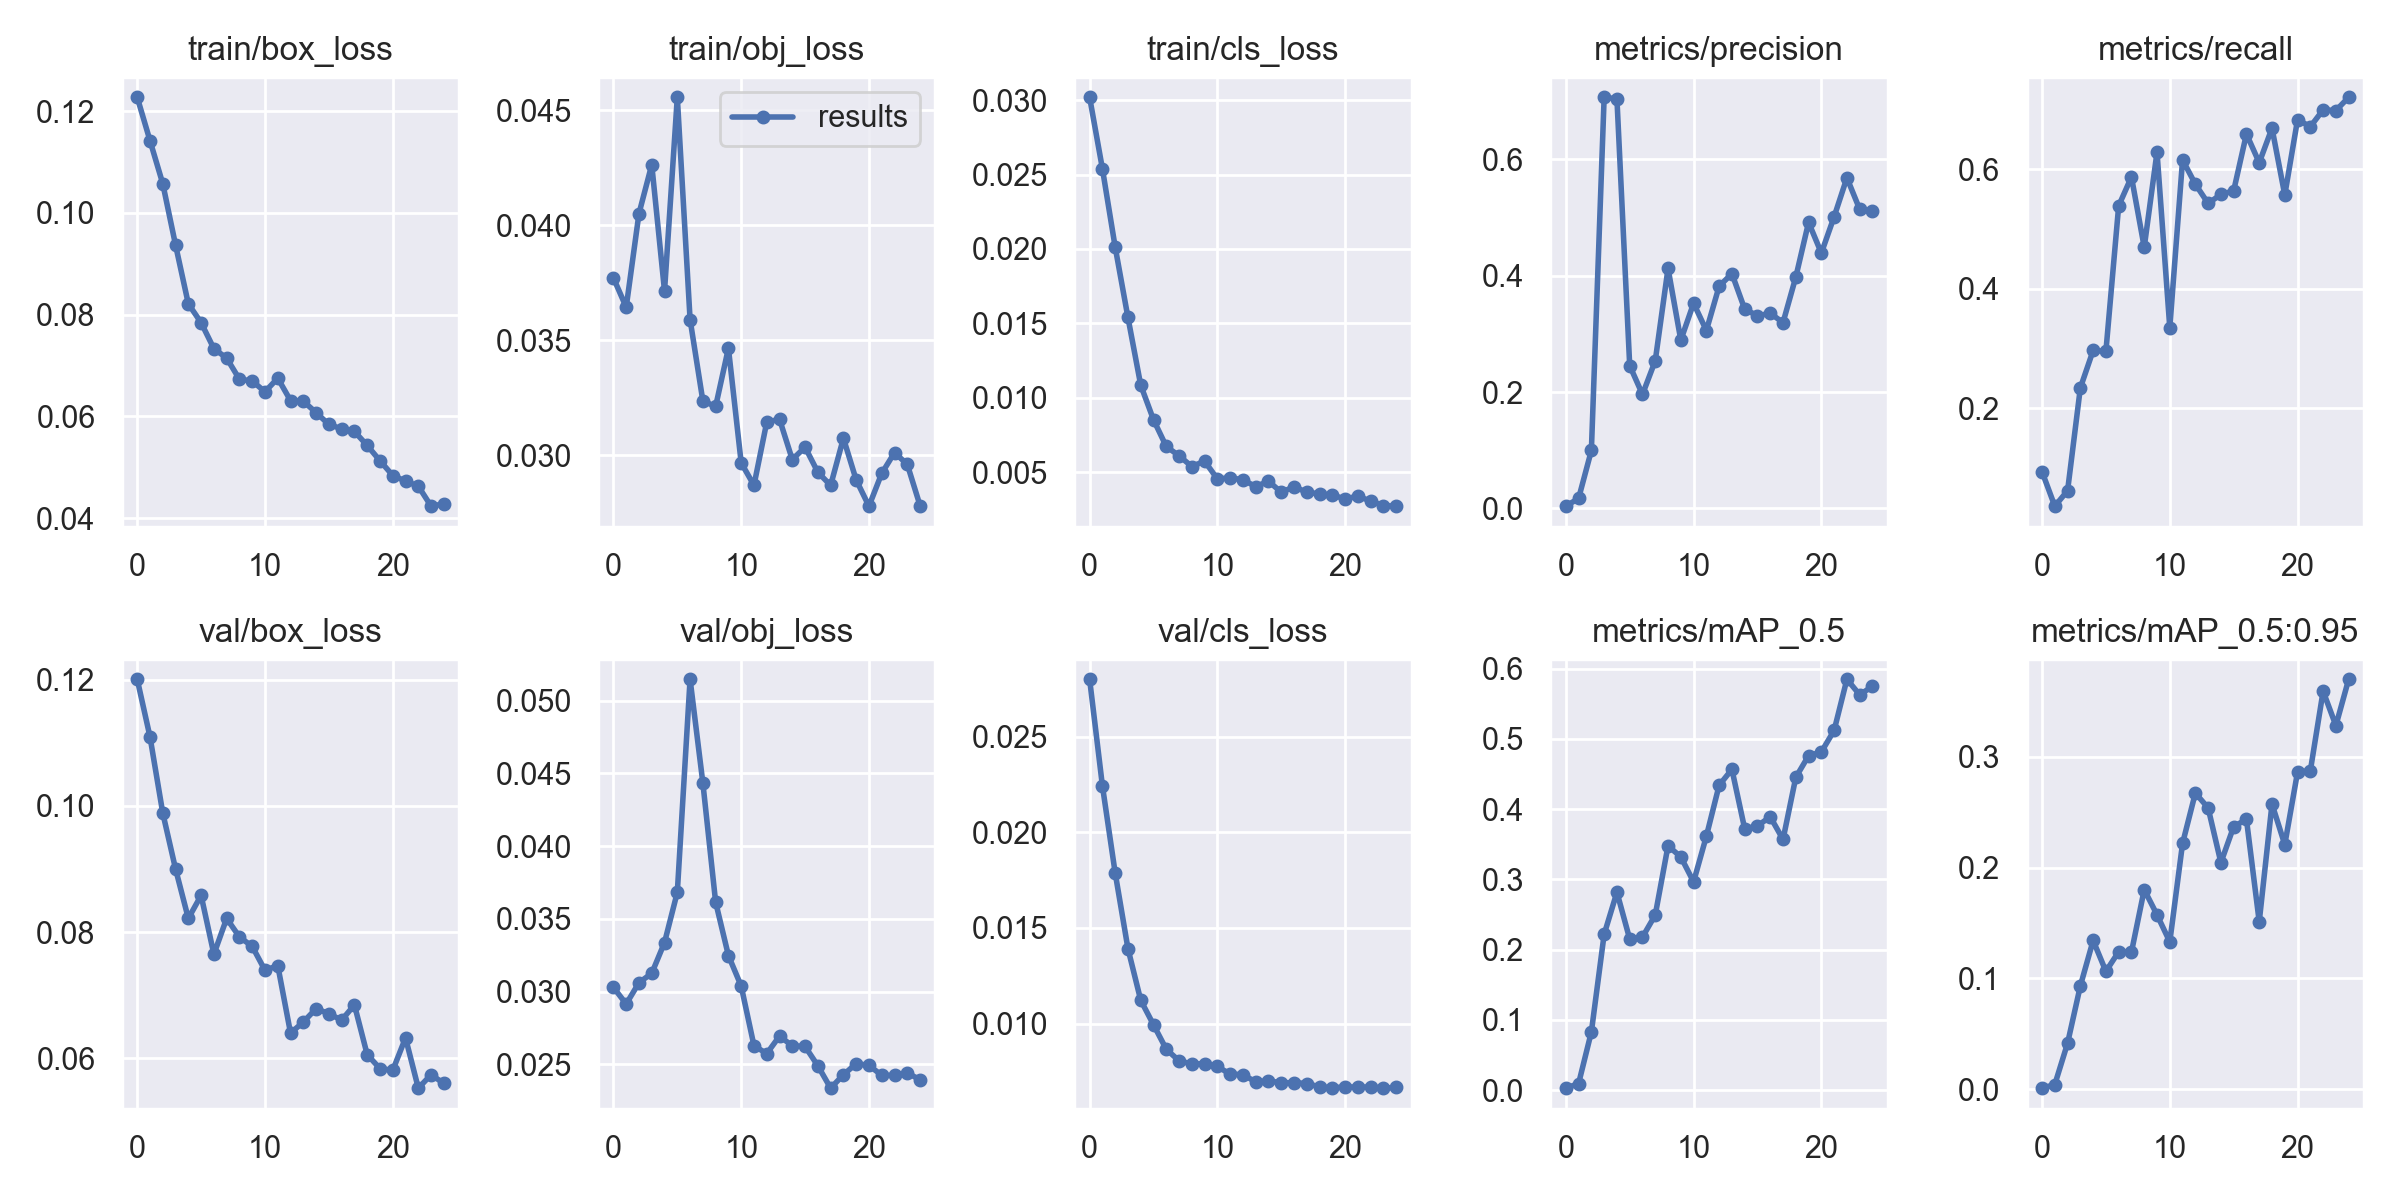 train/box_loss
0.12
0.10
0.08
0.06
0.04
0 10 20
train/obj_loss
results
0.045
0.040
0.035
0.030
0 10 20
train/cls_loss
0.030
0.025
0.020
0.015
0.010
0.005
0 10 20
metrics/precision
0.6
0.4
0.2
0.0
0 10 20
metrics/recall
0.6
0.4
0.2
0 10 20
val/box_loss
0.12
0.10
0.08
0.06
0 10 20
val/obj_loss
0.050
0.045
0.040
0.035
0.030
0.025
0 10 20
val/cls_loss
0.025
0.020
0.015
0.010
0 10 20
metrics/mAP_0.5
0.6
0.5
0.4
0.3
0.2
0.1
0.0
0 10 20
metrics/mAP_0.5:0.95
0.3
0.2
0.1
0.0
0 10 20